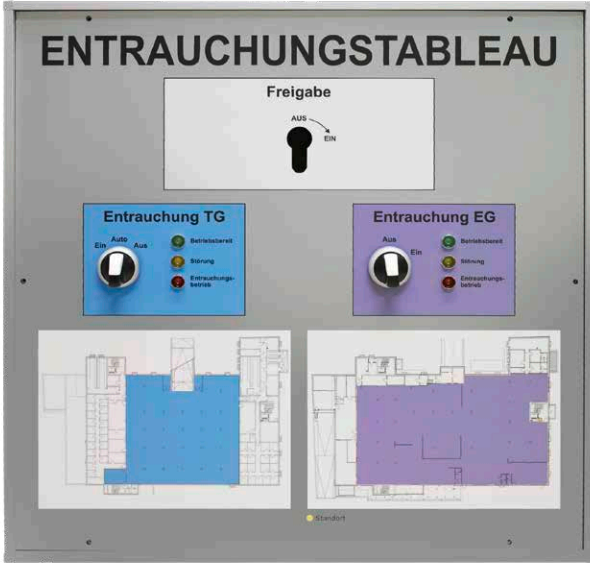 ENTRAUCHUNGSTABLEAU
Freigabe
AUS
EIN
Entrauchung TG
Ein
Auto
Aus
Betriebsbereit
Störung
Entrauchungs-
betrieb
Entrauchung EG
Aus
Ein
Betriebsbereit
Störung
Entrauchungs-
betrieb
Standort